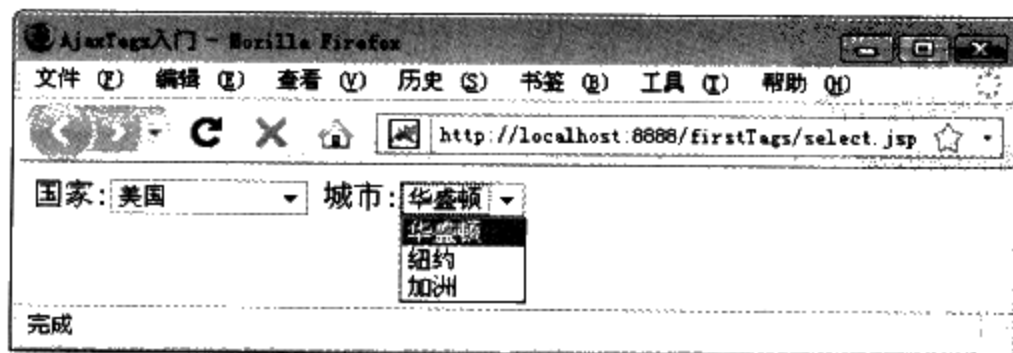 AjaxTags入门 - Mozilla Firefox
文件 (F) 编辑 (E) 查看 (V) 历史 (S) 书签 (B) 工具 (T) 帮助 (H)
http://localhost:8888/firstTags/select.jsp
国家: 美国 城市: 华盛顿
华盛顿
纽约
加洲
完成